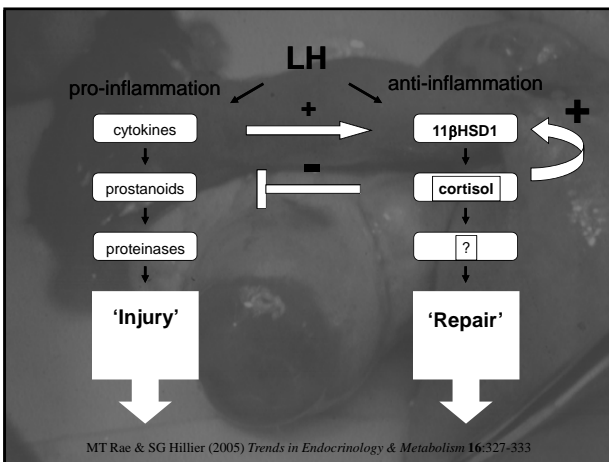 LH
pro-inflammation
anti-inflammation
+
+
cytokines
11βHSD1
-
prostanoids
cortisol
proteinases
?
‘Injury’
‘Repair’
MT Rae & SG Hillier (2005) Trends in Endocrinology & Metabolism 16:327-333